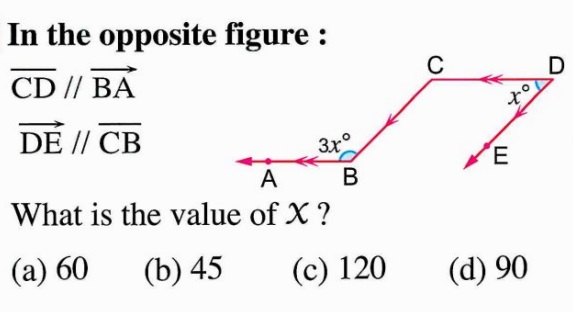 In the opposite figure :
CD // BA
DE // CB
C
D
x°
3x°
E
A
B
What is the value of X ?
(a) 60 (b) 45 (c) 120 (d) 90